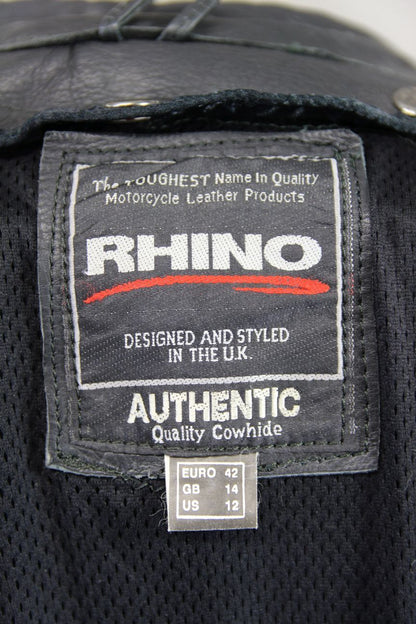 The TOUGHEST Name in Quality
Motorcycle Leather Products
RHINO
DESIGNED AND STYLED
IN THE U.K.
AUTHENTIC
Quality Cowhide
EURO 42
GB 14
US 12